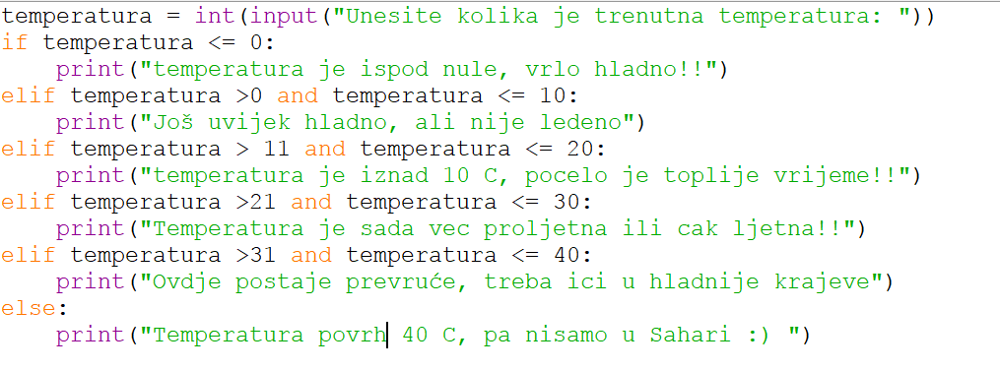 temperatura = int(input("Unesite kolika je trenutna temperatura: "))
if temperatura <= 0:
    print("temperatura je ispod nule, vrlo hladno!!")
elif temperatura >0 and temperatura <= 10:
    print("Još uvijek hladno, ali nije ledeno")
elif temperatura > 11 and temperatura <= 20:
    print("temperatura je iznad 10 C, pocelo je toplije vrijeme!!")
elif temperatura >21 and temperatura <= 30:
    print("Temperatura je sada vec proljetna ili cak ljetna!!")
elif temperatura >31 and temperatura <= 40:
    print("Ovdje postaje prevruće, treba ici u hladnije krajeve")
else:
    print("Temperatura povrh 40 C, pa nisamo u Sahari :) ")